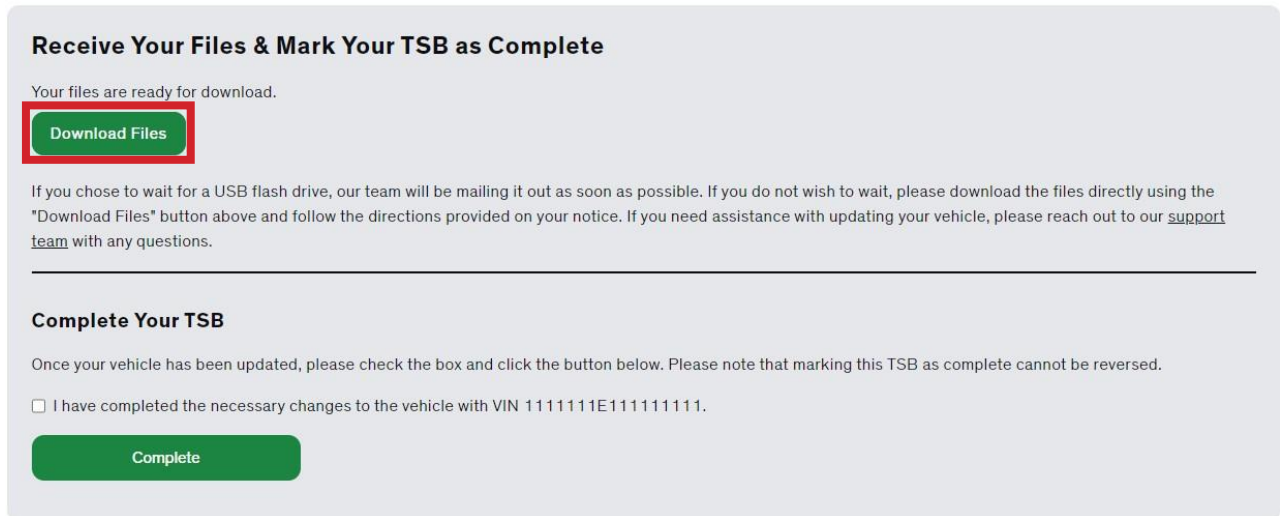 Receive Your Files & Mark Your TSB as Complete
Your files are ready for download.
Download Files
If you chose to wait for a USB flash drive, our team will be mailing it out as soon as possible. If you do not wish to wait, please download the files directly using the
"Download Files" button above and follow the directions provided on your notice. If you need assistance with updating your vehicle, please reach out to our support
team with any questions.
Complete Your TSB
Once your vehicle has been updated, please check the box and click the button below. Please note that marking this TSB as complete cannot be reversed.
I have completed the necessary changes to the vehicle with VIN 1111111E111111111.
Complete